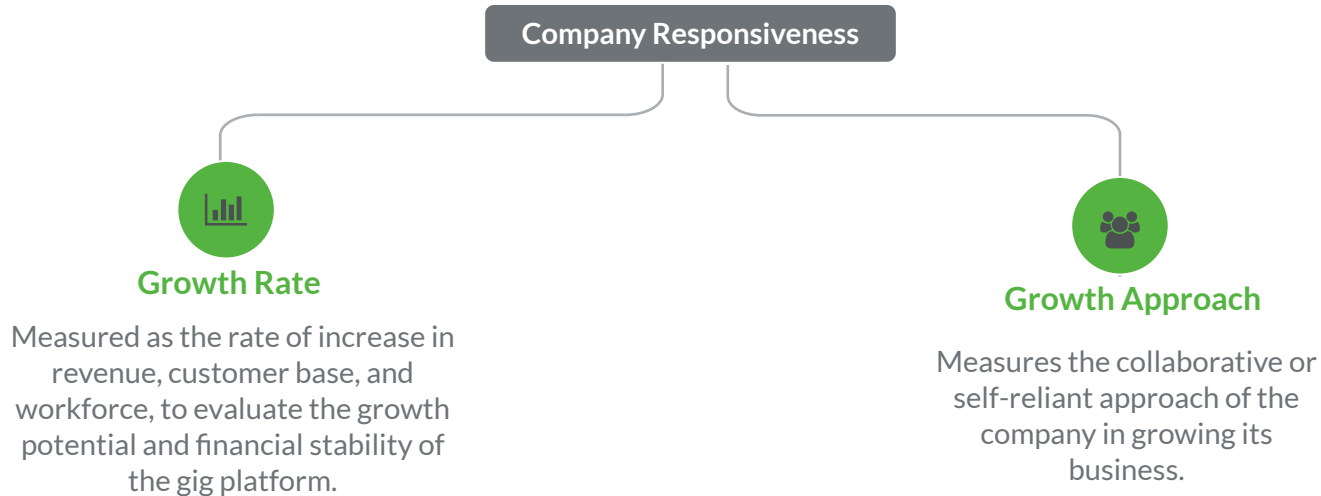 Company Responsiveness
Growth Rate
Measured as the rate of increase in
revenue, customer base, and
workforce, to evaluate the growth
potential and financial stability of
the gig platform.
Growth Approach
Measures the collaborative or
self-reliant approach of the
company in growing its
business.